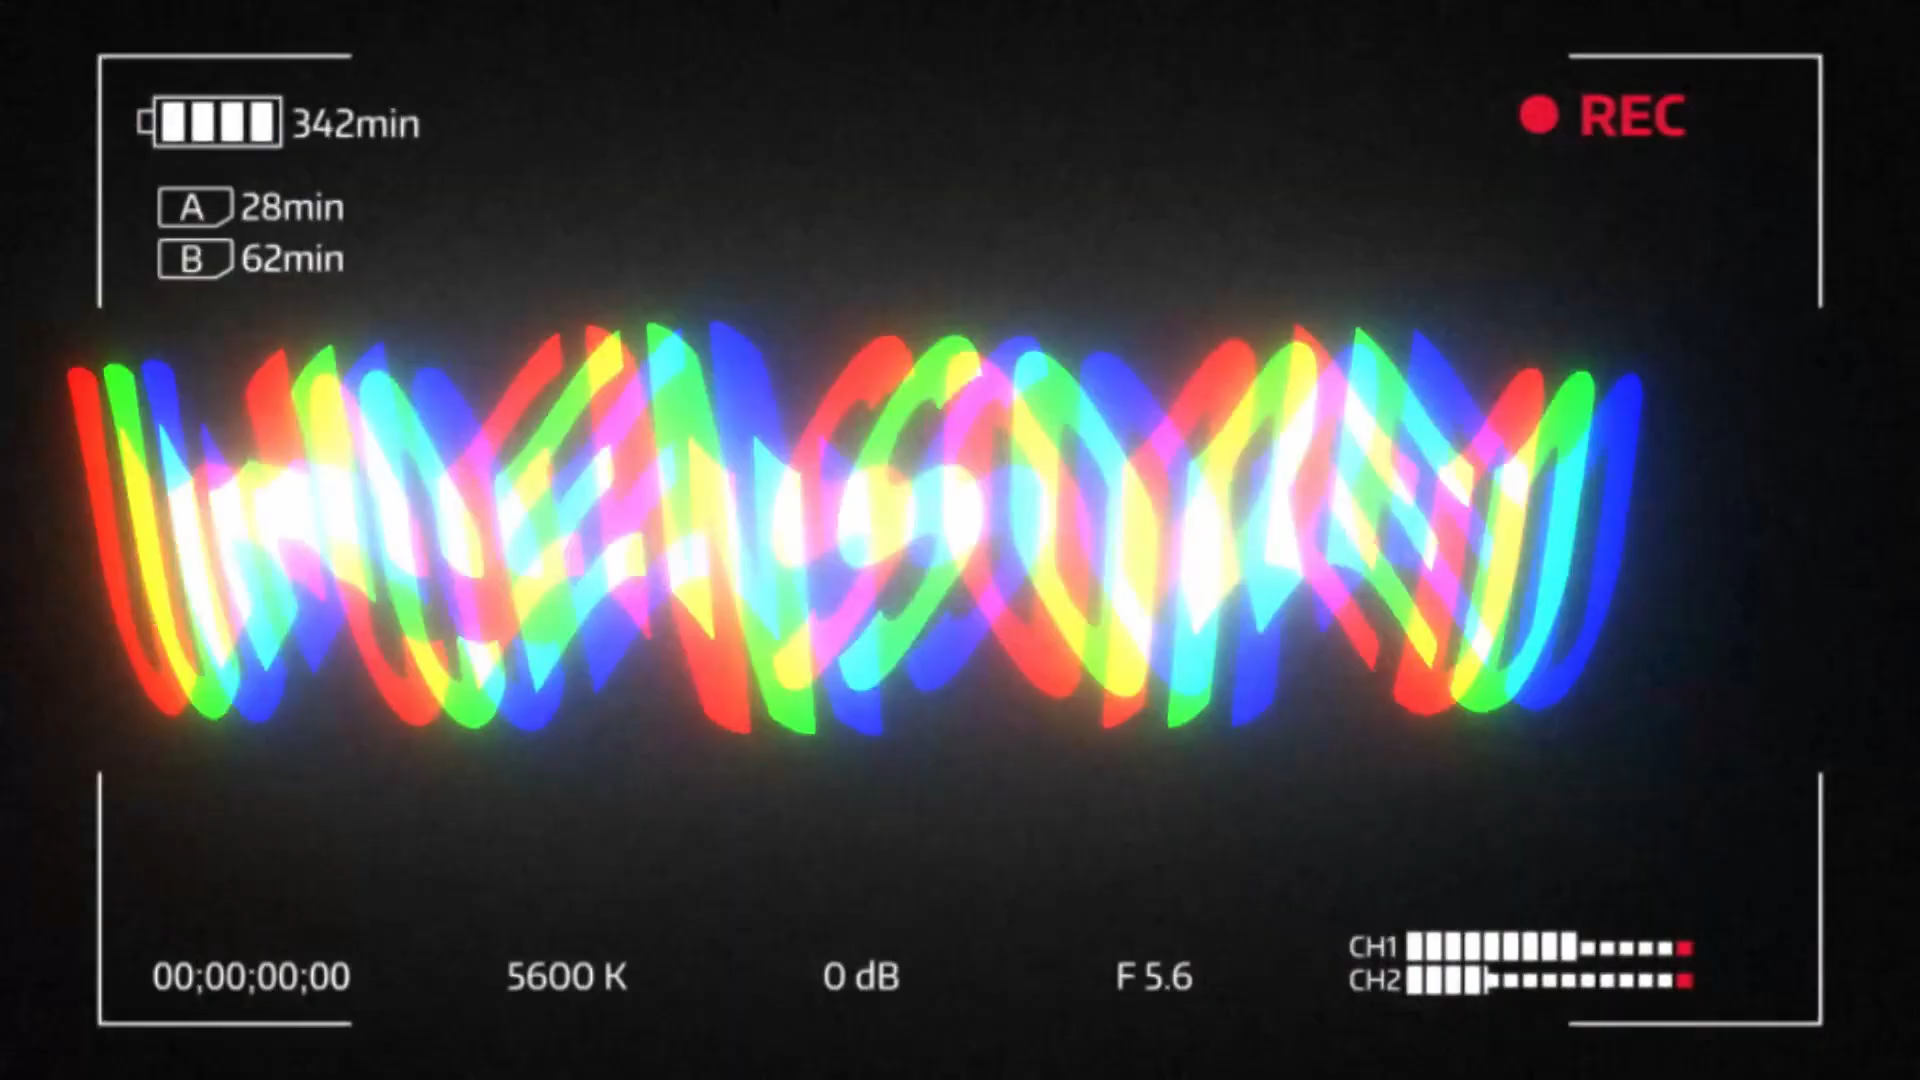 342min
REC
A 28min
B 62min
00;00;00;00
5600 K
0 dB
F 5.6
CH1
CH2